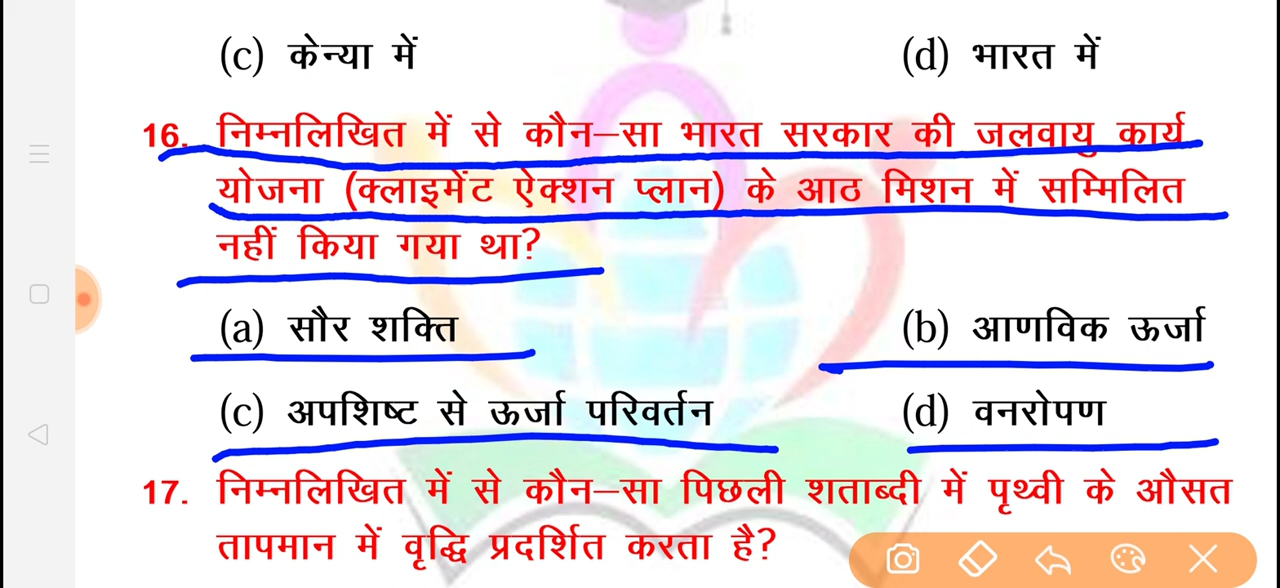 (c) केन्या में (d) भारत में
16. निम्नलिखित में से कौन–सा भारत सरकार की जलवायु कार्य
योजना (क्लाइमेंट ऐक्शन प्लान) के आठ मिशन में सम्मिलित
नहीं किया गया था?
(a) सौर शक्ति (b) आणविक ऊर्जा
(c) अपशिष्ट से ऊर्जा परिवर्तन (d) वनरोपण
17. निम्नलिखित में से कौन–सा पिछली शताब्दी में पृथ्वी के औसत
तापमान में वृद्धि प्रदर्शित करता है?